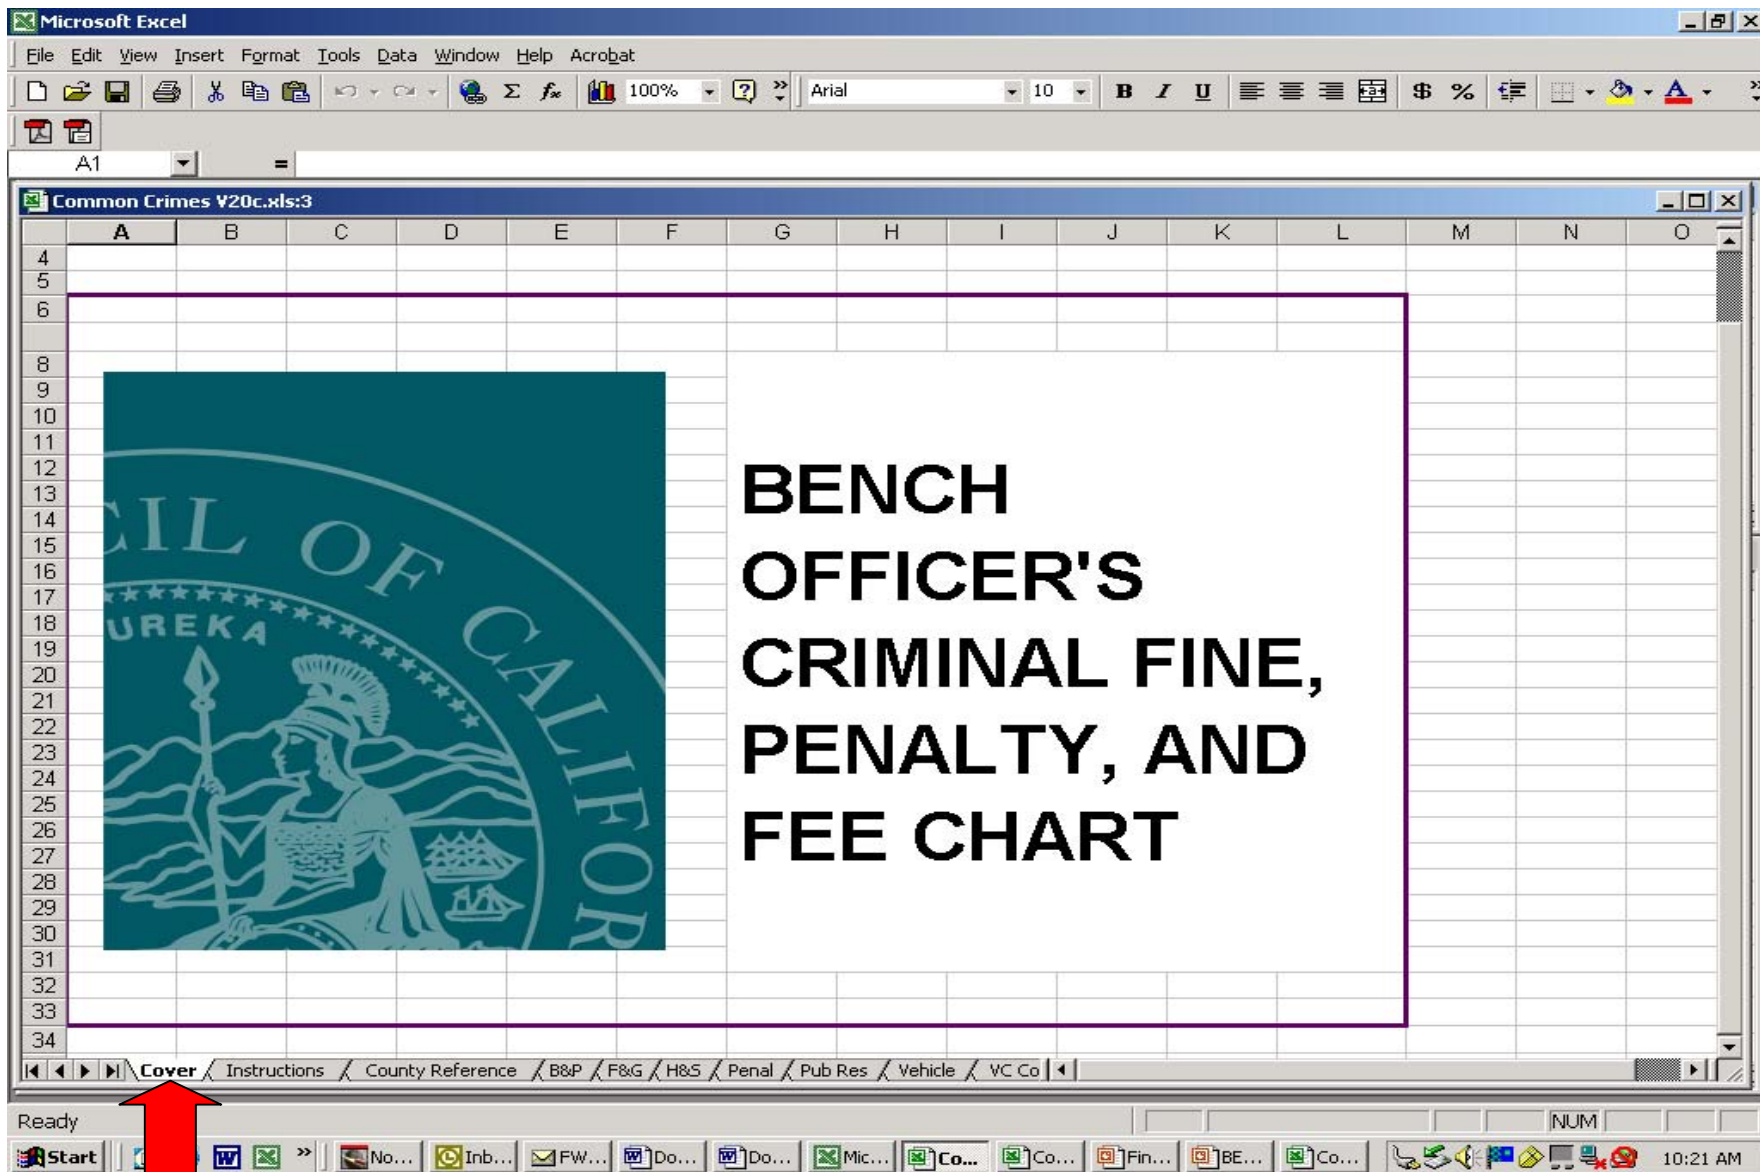 Microsoft Excel
File Edit View Insert Format Tools Data Window Help Acrobat
100% Arial 10 B I U $ % A
A1 =
Common Crimes V20c.xls:3
A B C D E F G H I J K L M N O
4
5
6
8
9
10
11
12
13
14
15
16
17
18
19
20
21
22
23
24
25
26
27
28
29
30
31
32
33
34
CIL OF CALIFOR
UREKA
BENCH
OFFICER'S
CRIMINAL FINE,
PENALTY, AND
FEE CHART
Cover Instructions County Reference B&P F&G H&S Penal Pub Res Vehicle VC Co
Ready NUM
Start No... Inb... FW... Do... Do... Mic... Co... Co... Fin... BE... Co... 10:21 AM